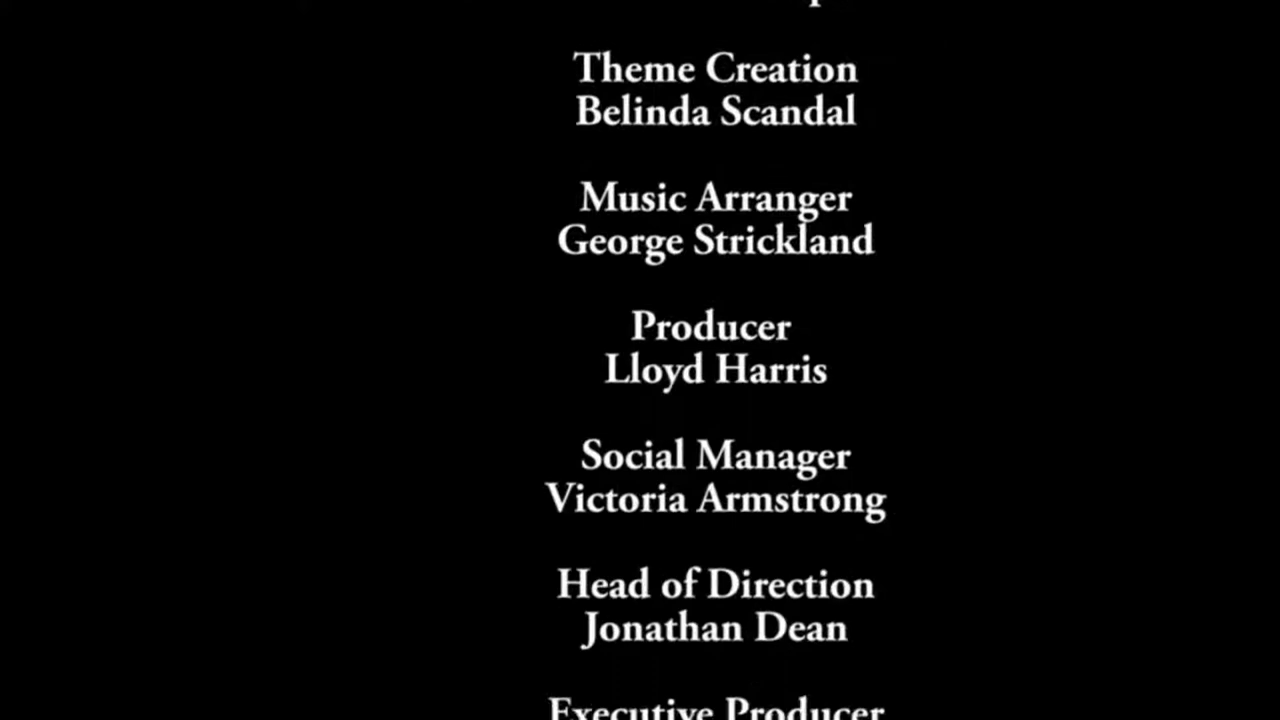 Theme Creation
Belinda Scandal
Music Arranger
George Strickland
Producer
Lloyd Harris
Social Manager
Victoria Armstrong
Head of Direction
Jonathan Dean
Executive Producer